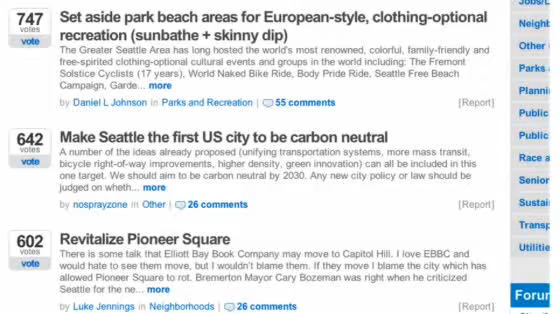 747
votes
vote
Set aside park beach areas for European-style, clothing-optional
recreation (sunbathe + skinny dip)
The Greater Seattle Area has long hosted the world's most renowned, colorful, family-friendly and
free-spirited clothing-optional cultural events and groups in the world including: The Fremont
Solstice Cyclists (17 years), World Naked Bike Ride, Body Pride Ride, Seattle Free Beach
Campaign, Garde... more
by Daniel L Johnson in Parks and Recreation | 55 comments [Report]
642
votes
vote
Make Seattle the first US city to be carbon neutral
A number of the ideas already proposed (unifying transportation systems, more mass transit,
bicycle right-of-way improvements, higher density, green innovation) can all be included in this
one target. We should aim to be carbon neutral by 2030. Any new city policy or law should be
judged on wheth... more
by nosprayzone in Other | 26 comments [Report]
602
votes
vote
Revitalize Pioneer Square
There is some talk that Elliott Bay Book Company may move to Capitol Hill. I love EBBC and
would hate to see them move, but I wouldn't blame them. If they move I blame the city which has
allowed Pioneer Square to rot. Bremerton Mayor Cary Bozeman was right when he criticized
Seattle for the ne... more
by Luke Jennings in Neighborhoods | 26 comments [Report]
Jobs/L
Neighb
Other
Parks
Planni
Public
Public
Race a
Senior
Sustai
Transp
Utilitie
Forum